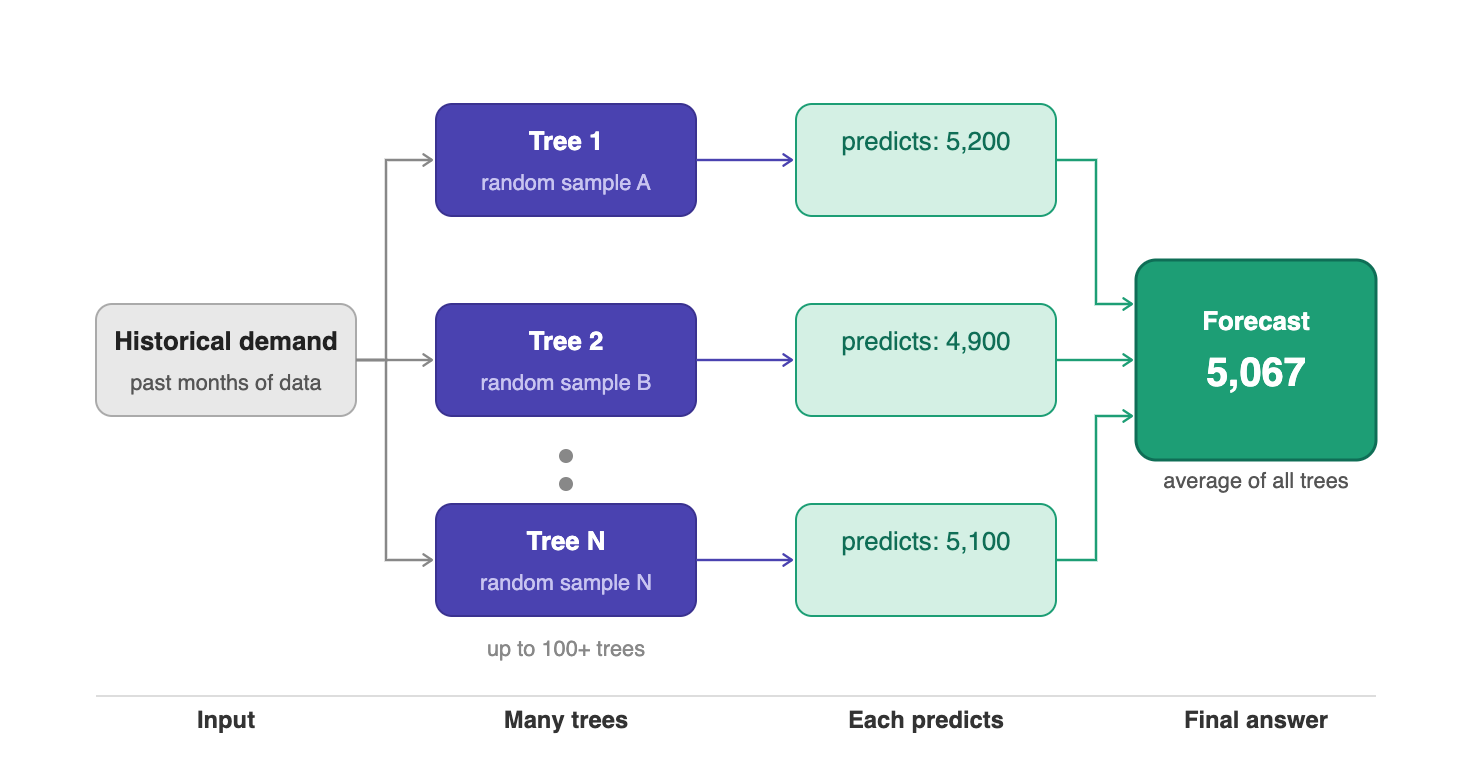 Tree 1
random sample A
predicts: 5,200
Historical demand
past months of data
Tree 2
random sample B
predicts: 4,900
Forecast
5,067
average of all trees
Tree N
random sample N
predicts: 5,100
up to 100+ trees
Input
Many trees
Each predicts
Final answer